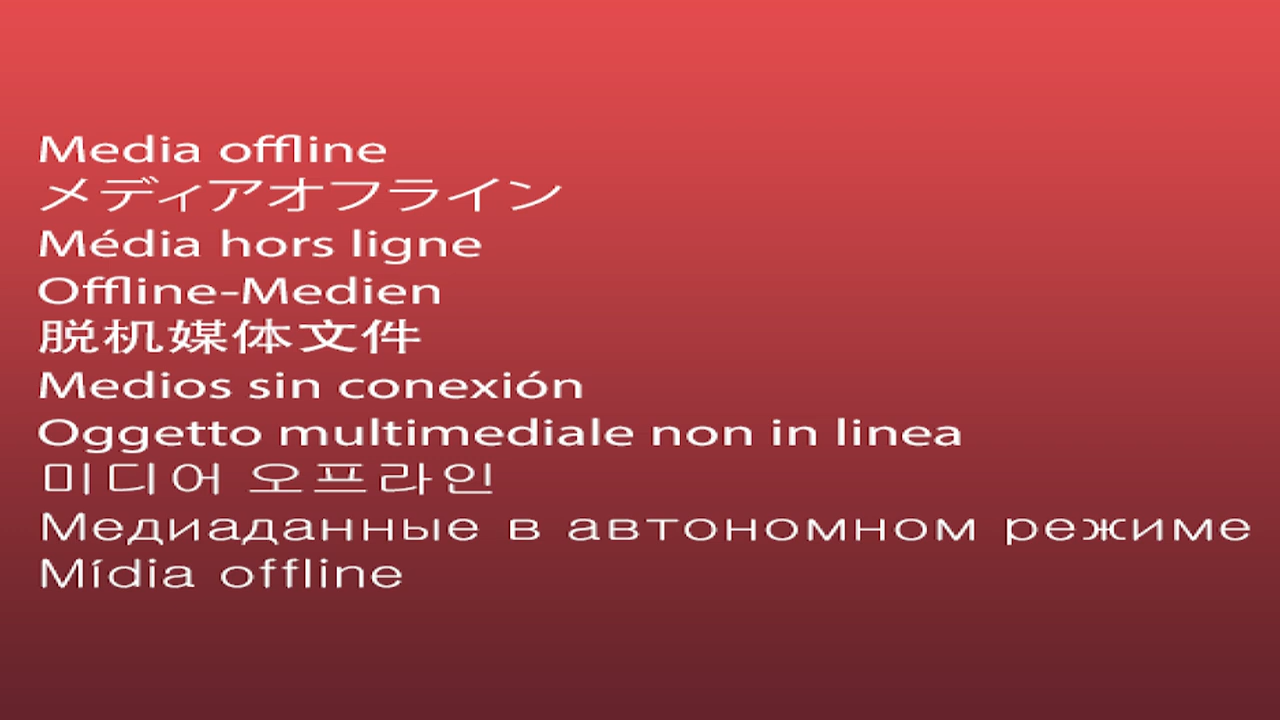 Media offline
メディアオフライン
Média hors ligne
Offline-Medien
脱机媒体文件
Medios sin conexión
Oggetto multimediale non in linea
미디어 오프라인
Медиаданные в автономном режиме
Mídia offline